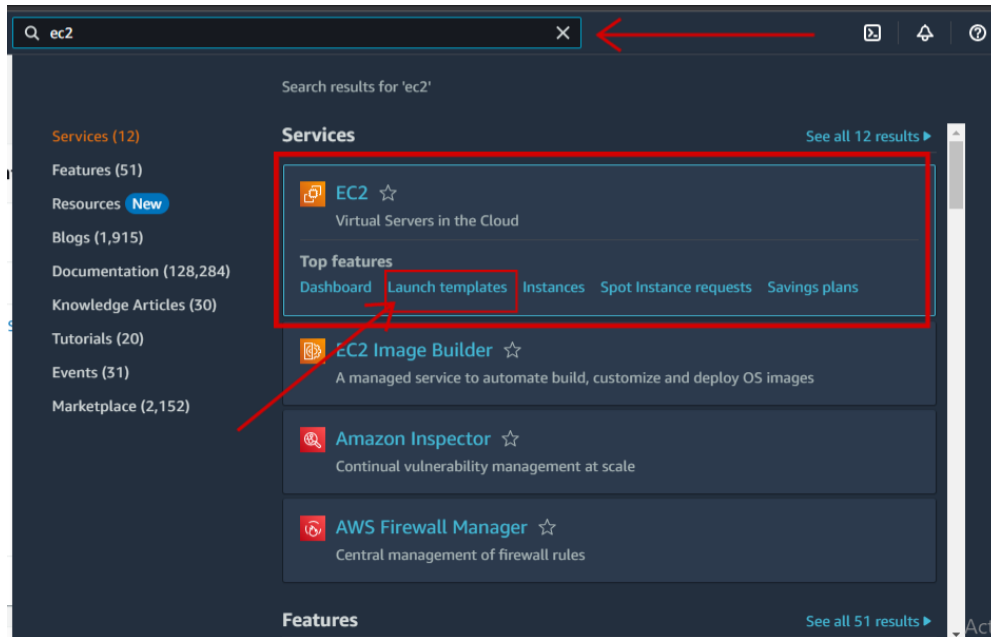 ec2
Search results for 'ec2'
Services (12)
Features (51)
Resources New
Blogs (1,915)
Documentation (128,284)
Knowledge Articles (30)
Tutorials (20)
Events (31)
Marketplace (2,152)
Services
See all 12 results
EC2
Virtual Servers in the Cloud
Top features
Dashboard Launch templates Instances Spot Instance requests Savings plans
EC2 Image Builder
A managed service to automate build, customize and deploy OS images
Amazon Inspector
Continual vulnerability management at scale
AWS Firewall Manager
Central management of firewall rules
Features
See all 51 results